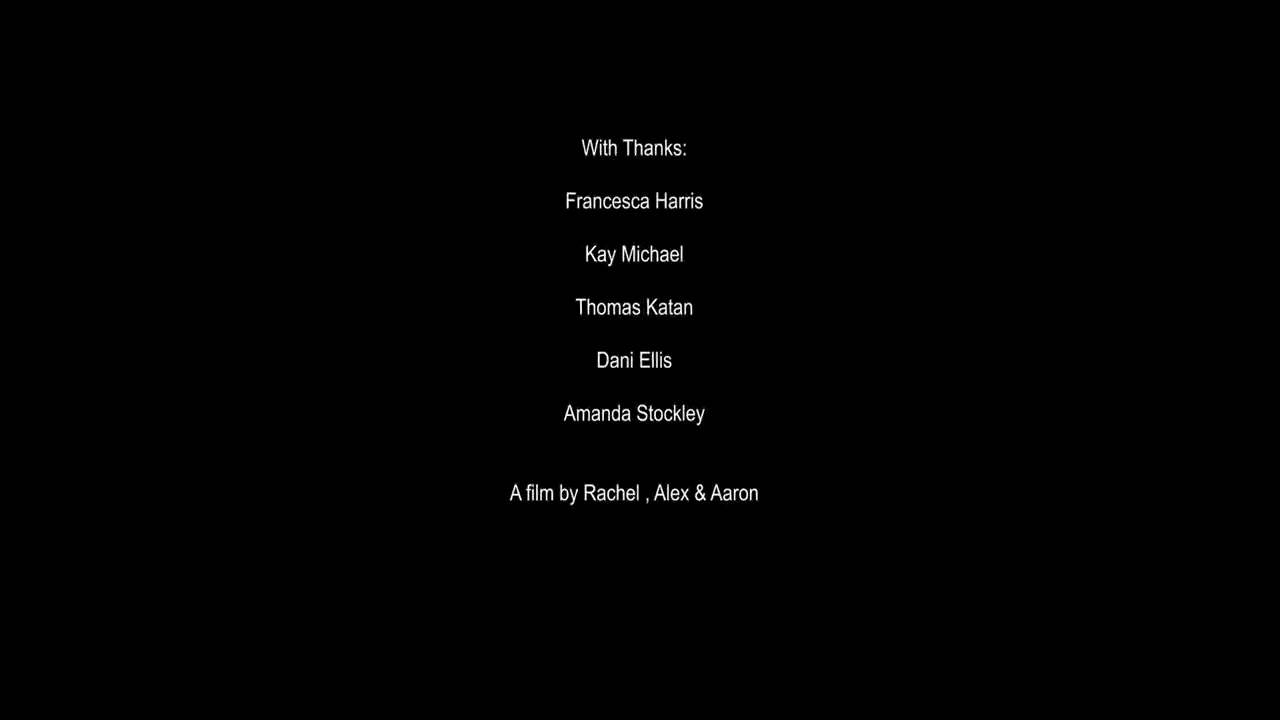 With Thanks:
Francesca Harris
Kay Michael
Thomas Katan
Dani Ellis
Amanda Stockley
A film by Rachel , Alex & Aaron